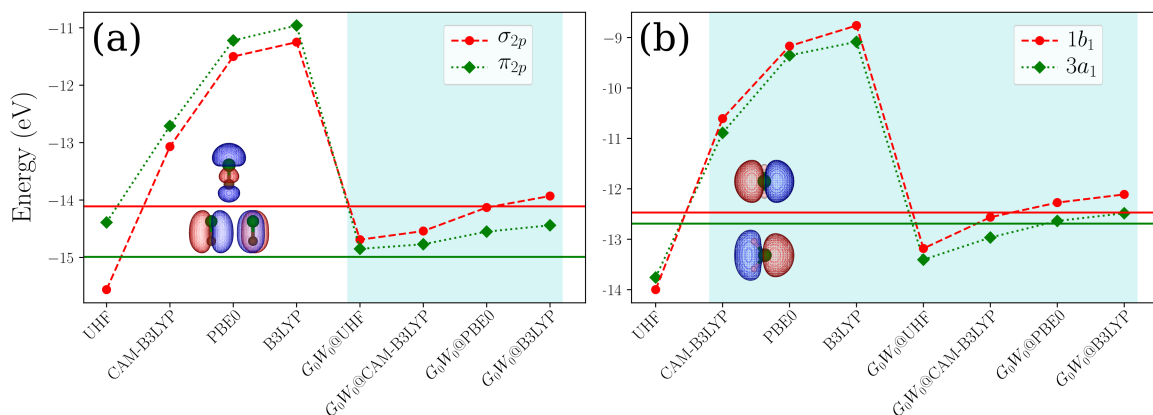 (a)
σ₂ₚ
π₂ₚ
Energy (eV)
−11
−12
−13
−14
−15
UHF
CAM-B3LYP
PBE0
B3LYP
G₀W₀@UHF
G₀W₀@CAM-B3LYP
G₀W₀@PBE0
G₀W₀@B3LYP
(b)
1b₁
3a₁
-9
-10
-11
-12
-13
-14
UHF
CAM-B3LYP
PBE0
B3LYP
G₀W₀@UHF
G₀W₀@CAM-B3LYP
G₀W₀@PBE0
G₀W₀@B3LYP